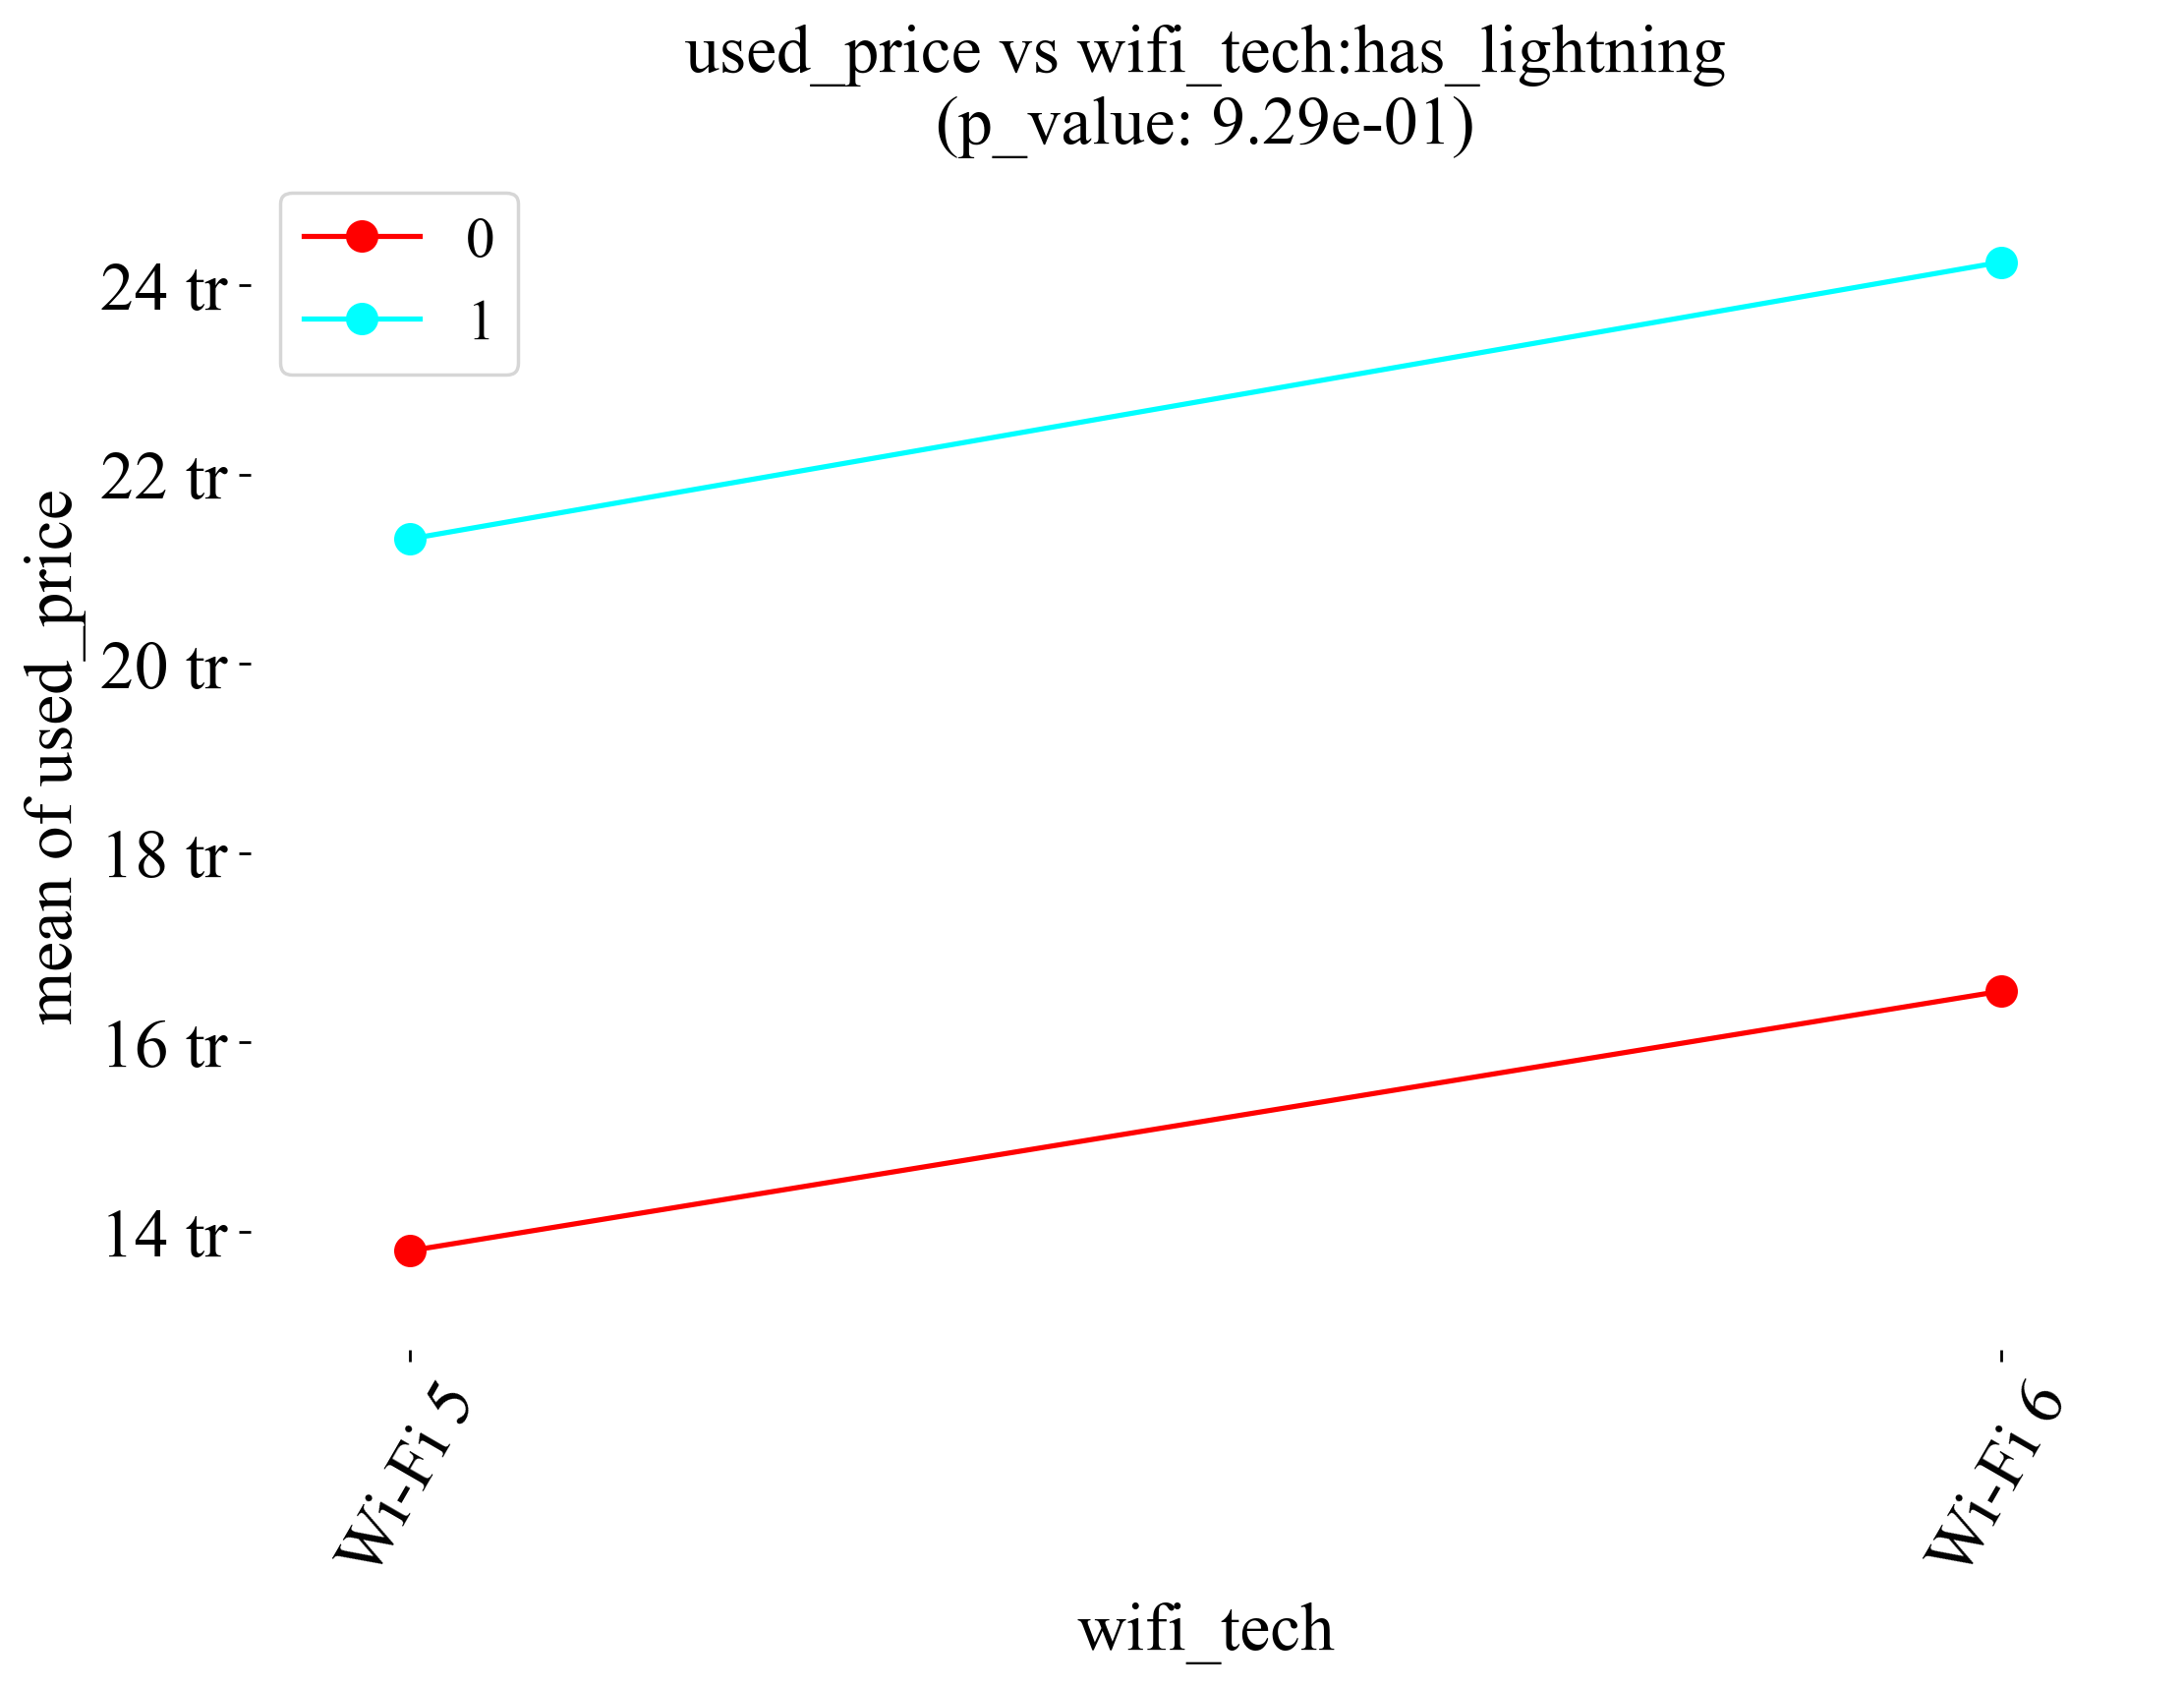 used_price vs wifi_tech:has_lightning
(p_value: 9.29e-01)
0
1
24 tr
22 tr
20 tr
18 tr
16 tr
14 tr
mean of used_price
Wi-Fi 5
Wi-Fi 6
wifi_tech